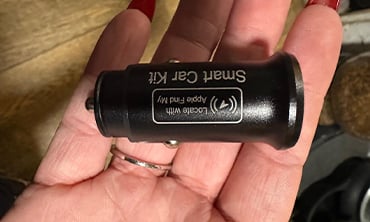 Smart Car Kit
Locate with
Apple Find My